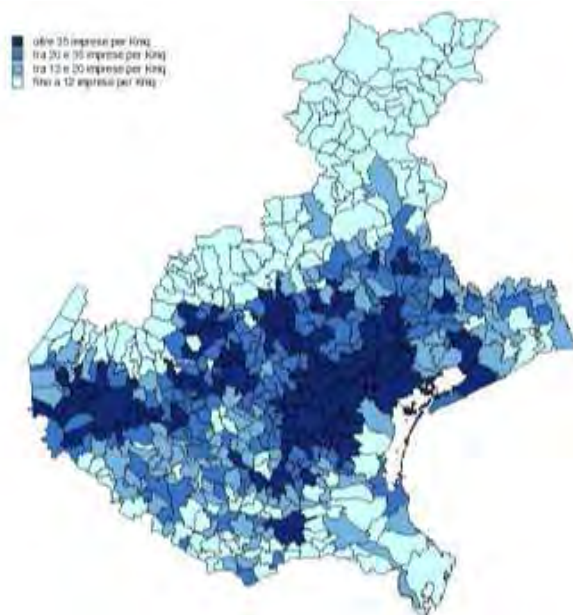 oltre 35 imprese per Kmq
tra 20 e 35 imprese per Kmq
tra 13 e 20 imprese per Kmq
fino a 12 imprese per Kmq